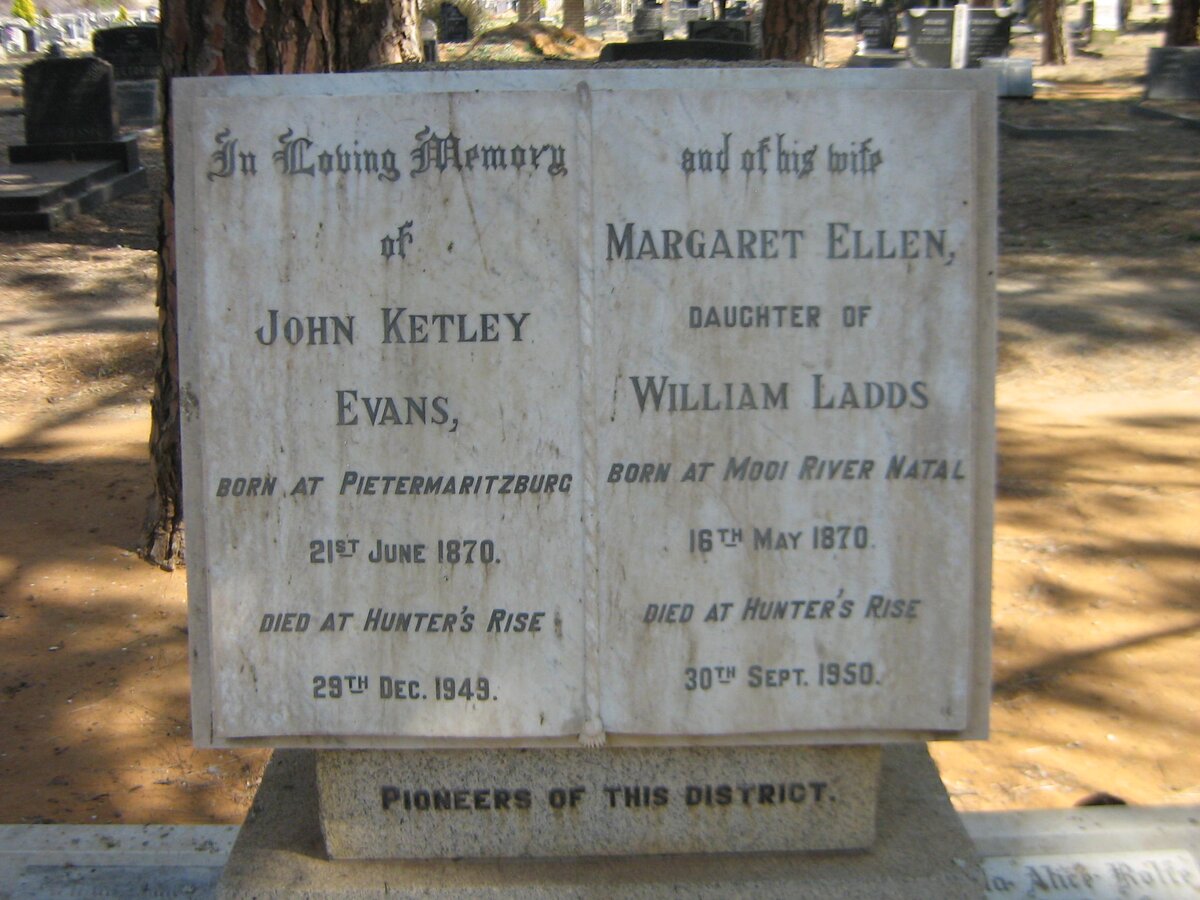 In Loving Memory
of
John Ketley
Evans,
born at Pietermaritzburg
21st June 1870.
died at Hunter's Rise
29th Dec. 1949.
and of his wife
Margaret Ellen,
daughter of
William Ladds
born at Mooi River Natal
16th May 1870.
died at Hunter's Rise
30th Sept. 1950.
Pioneers of this district.
Alice